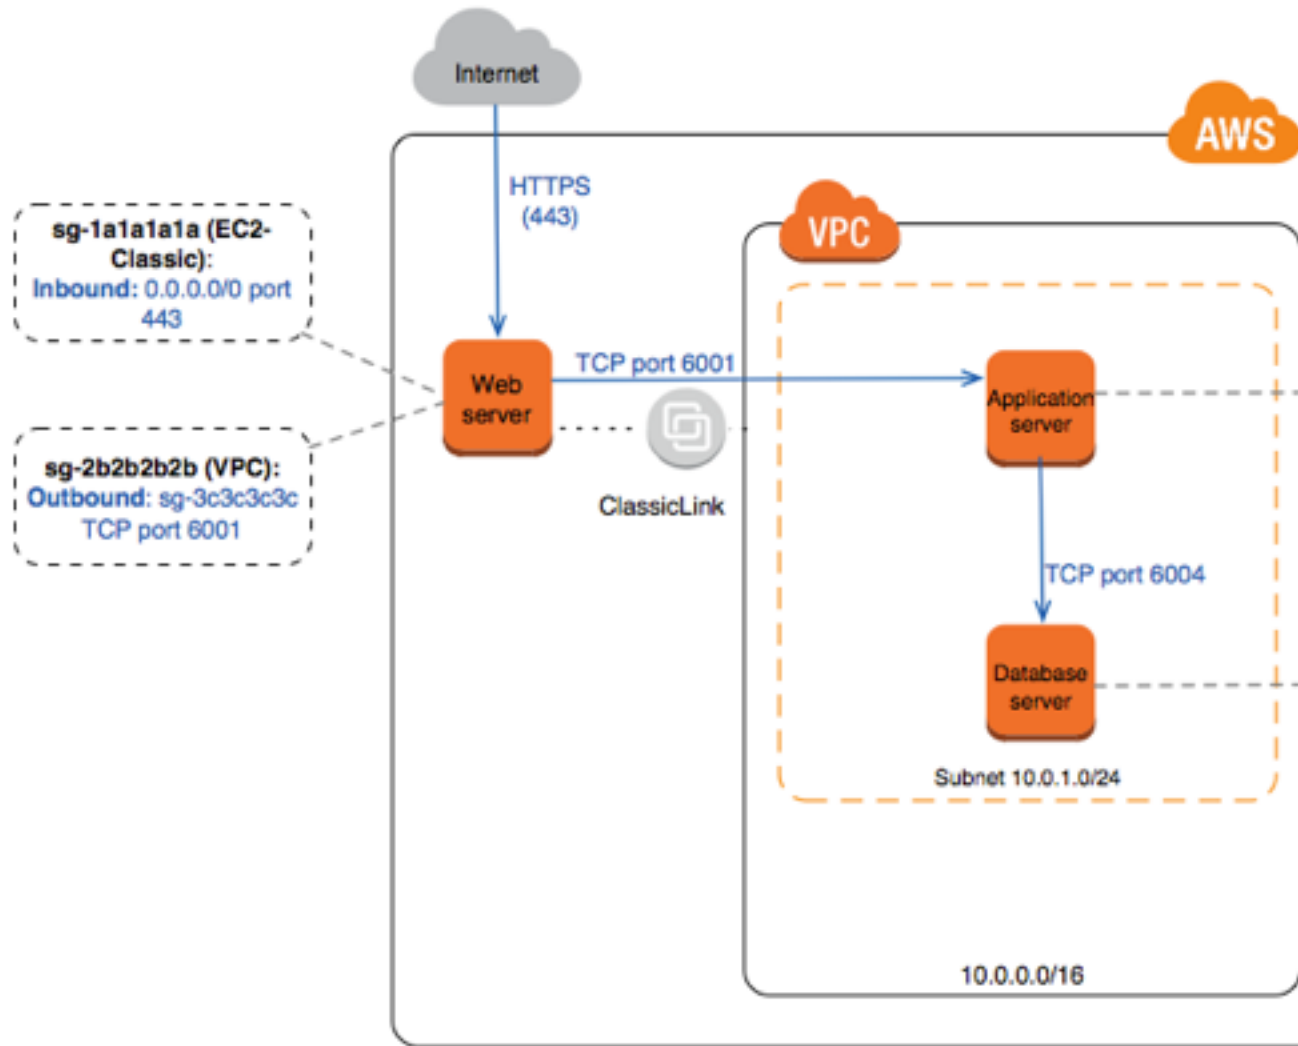 Internet
AWS
HTTPS
(443)
sg-1a1a1a1a (EC2-
Classic):
Inbound: 0.0.0.0/0 port
443
VPC
TCP port 6001
Web
server
Application
server
sg-2b2b2b2b (VPC):
Outbound: sg-3c3c3c3c
TCP port 6001
ClassicLink
TCP port 6004
Database
server
Subnet 10.0.1.0/24
10.0.0.0/16